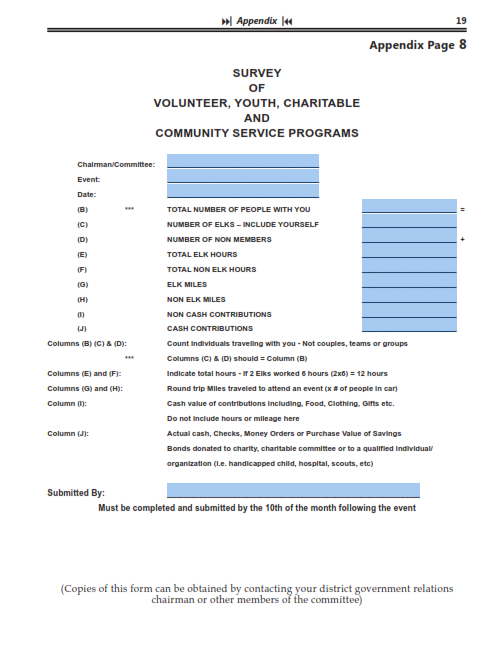 Appendix 19
Appendix Page 8
SURVEY
OF
VOLUNTEER, YOUTH, CHARITABLE
AND
COMMUNITY SERVICE PROGRAMS
Chairman/Committee:
Event:
Date:
(B) *** TOTAL NUMBER OF PEOPLE WITH YOU =
(C) NUMBER OF ELKS – INCLUDE YOURSELF
(D) NUMBER OF NON MEMBERS +
(E) TOTAL ELK HOURS
(F) TOTAL NON ELK HOURS
(G) ELK MILES
(H) NON ELK MILES
(I) NON CASH CONTRIBUTIONS
(J) CASH CONTRIBUTIONS
Columns (B) (C) & (D): Count individuals traveling with you - Not couples, teams or groups
*** Columns (C) & (D) should = Column (B)
Columns (E) and (F): Indicate total hours - If 2 Elks worked 6 hours (2x6) = 12 hours
Columns (G) and (H): Round trip Miles traveled to attend an event (x # of people in car)
Column (I): Cash value of contributions including, Food, Clothing, Gifts etc.
Do not include hours or mileage here
Column (J): Actual cash, Checks, Money Orders or Purchase Value of Savings
Bonds donated to charity, charitable committee or to a qualified individual/
organization (i.e. handicapped child, hospital, scouts, etc)
Submitted By:
Must be completed and submitted by the 10th of the month following the event
(Copies of this form can be obtained by contacting your district government relations
chairman or other members of the committee)